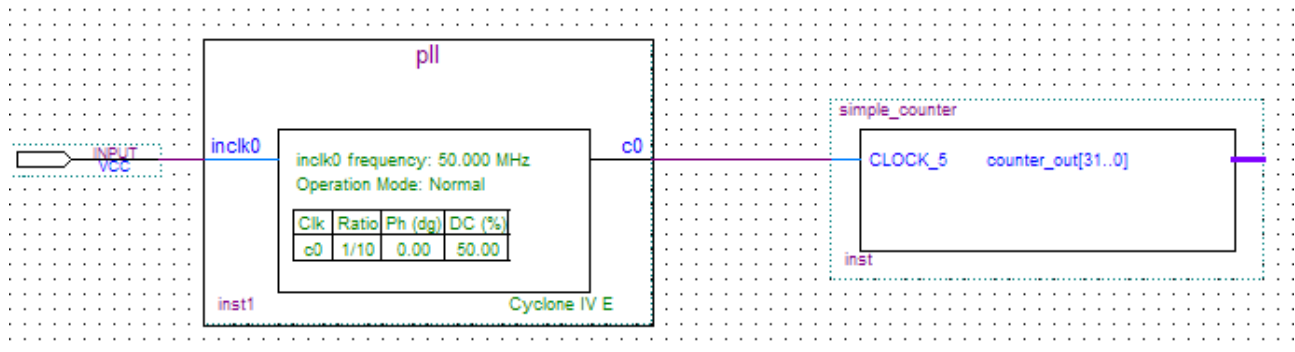 pll
simple_counter
INPUT
VCC
inclk0
c0
inclk0 frequency: 50.000 MHz
Operation Mode: Normal
Clk Ratio Ph (dg) DC (%)
c0 1/10 0.00 50.00
CLOCK_5 counter_out[31..0]
inst
inst1
Cyclone IV E